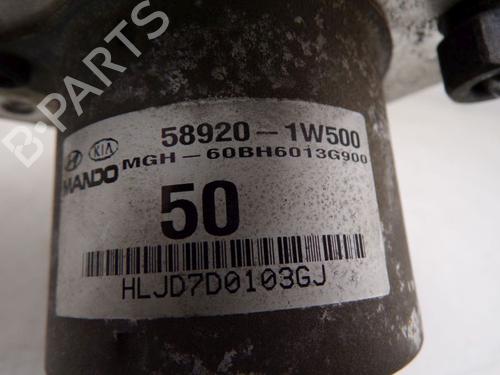 B-PARTS
58920-1W500
KIA
MGH-60BH6013G900
MANDO
50
HLJD7D0103GJ